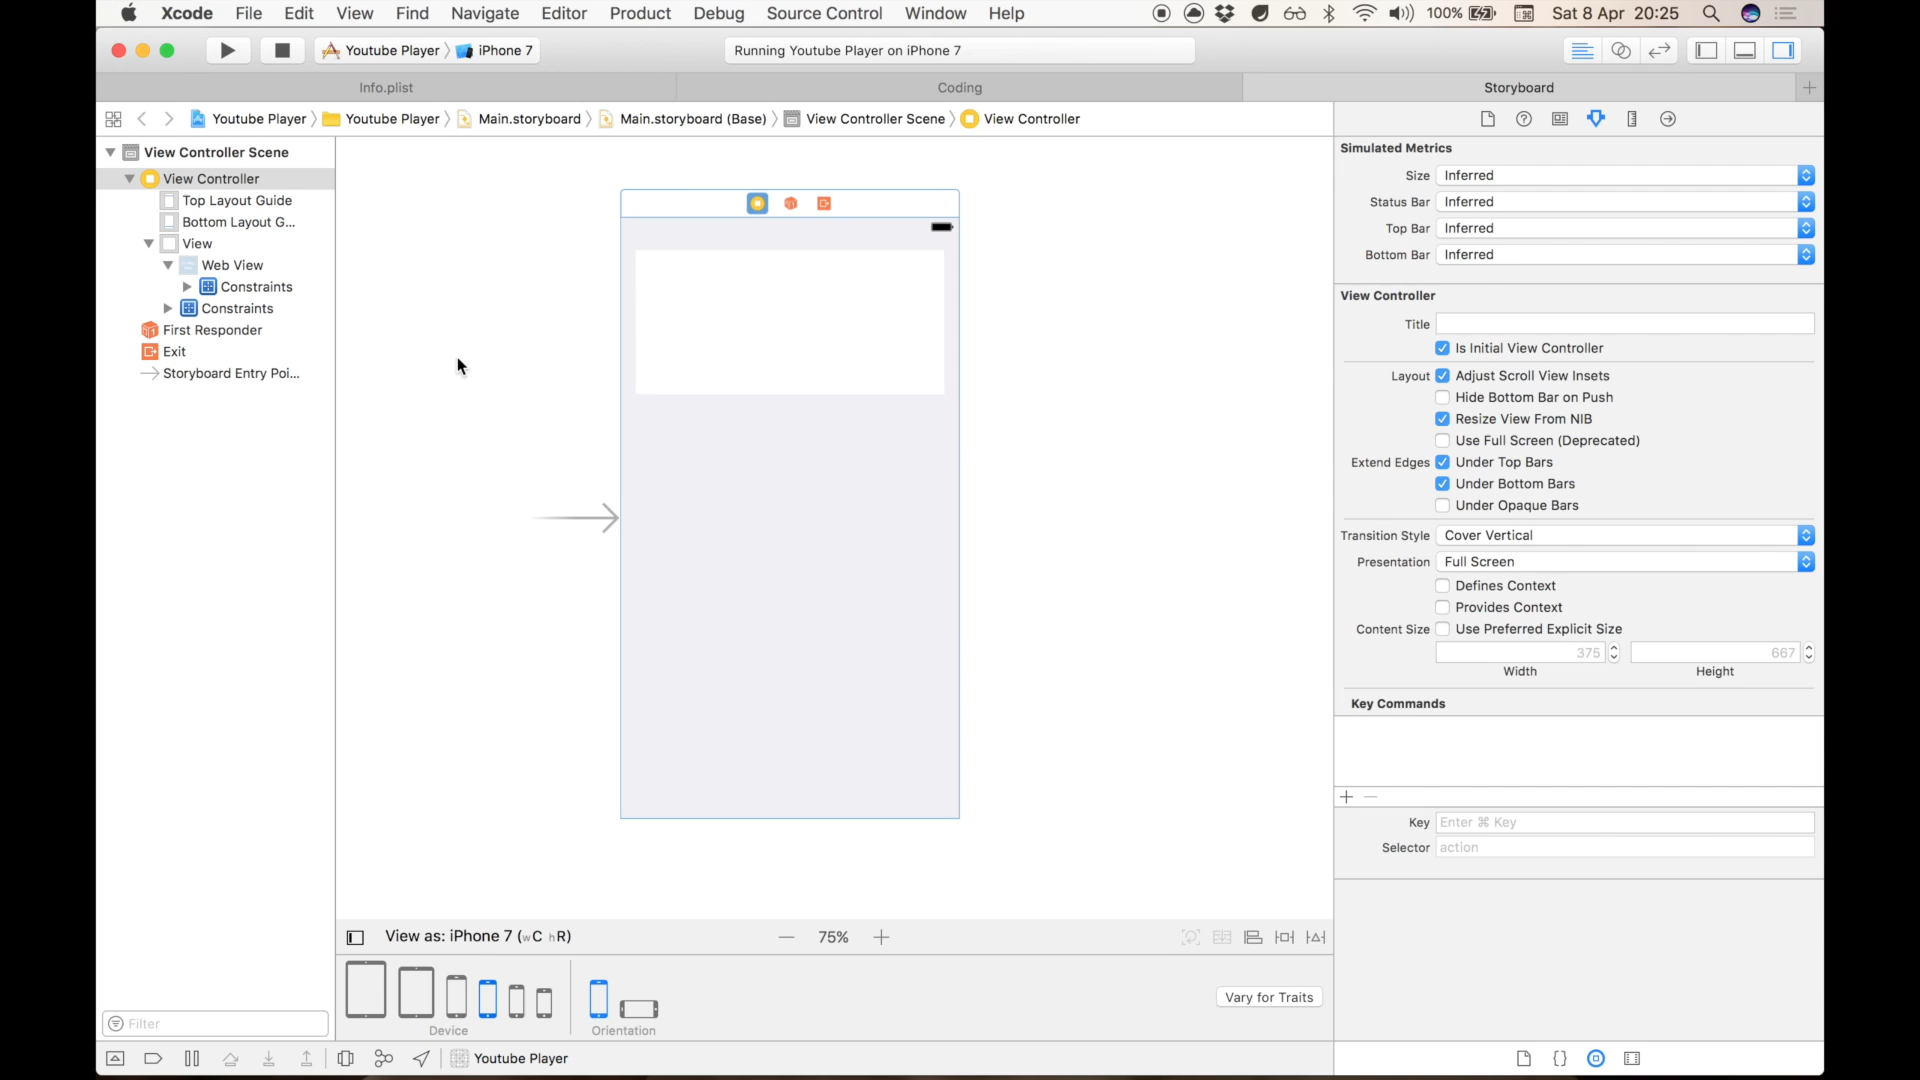 Xcode File Edit View Find Navigate Editor Product Debug Source Control Window Help 100% Sat 8 Apr 20:25
Youtube Player iPhone 7 Running Youtube Player on iPhone 7
Info.plist Coding Storyboard
Youtube Player Youtube Player Main.storyboard Main.storyboard (Base) View Controller Scene View Controller
View Controller Scene
View Controller
Top Layout Guide
Bottom Layout G...
View
Web View
Constraints
Constraints
First Responder
Exit
Storyboard Entry Poi...
Filter
View as: iPhone 7 (wC hR) 75%
Device Orientation
Vary for Traits
Youtube Player
Simulated Metrics
Size Inferred
Status Bar Inferred
Top Bar Inferred
Bottom Bar Inferred
View Controller
Title
Is Initial View Controller
Layout Adjust Scroll View Insets
Hide Bottom Bar on Push
Resize View From NIB
Use Full Screen (Deprecated)
Extend Edges Under Top Bars
Under Bottom Bars
Under Opaque Bars
Transition Style Cover Vertical
Presentation Full Screen
Defines Context
Provides Context
Content Size Use Preferred Explicit Size
375 667
Width Height
Key Commands
Key Enter ⌘ Key
Selector action